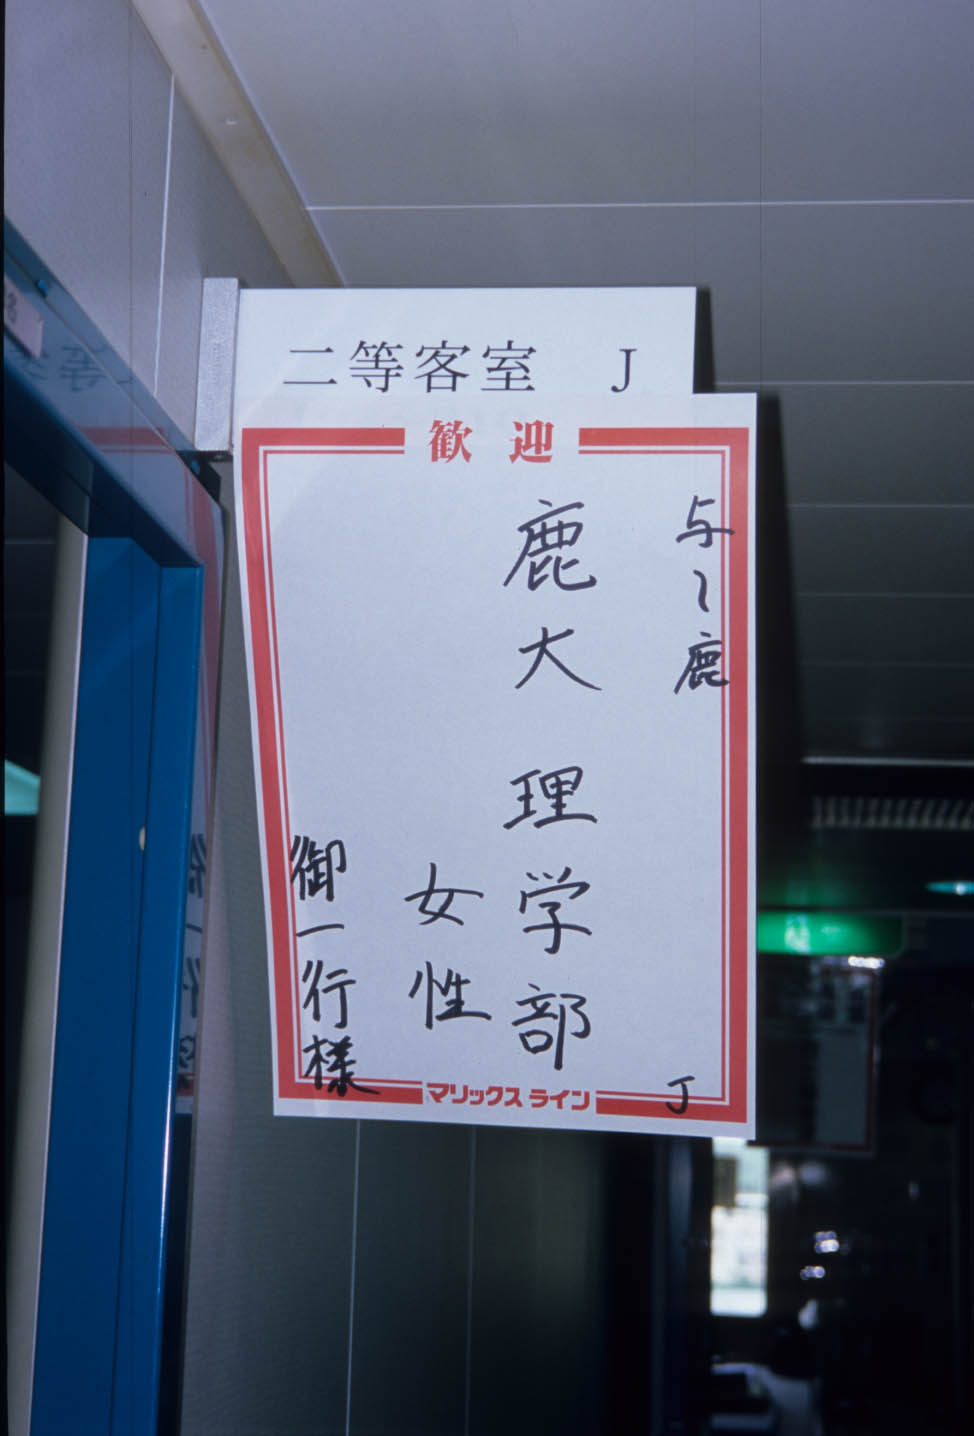 二等客室 J
歓迎
与〜鹿
鹿大 理学部
女性
御一行様
J
マリックスライン